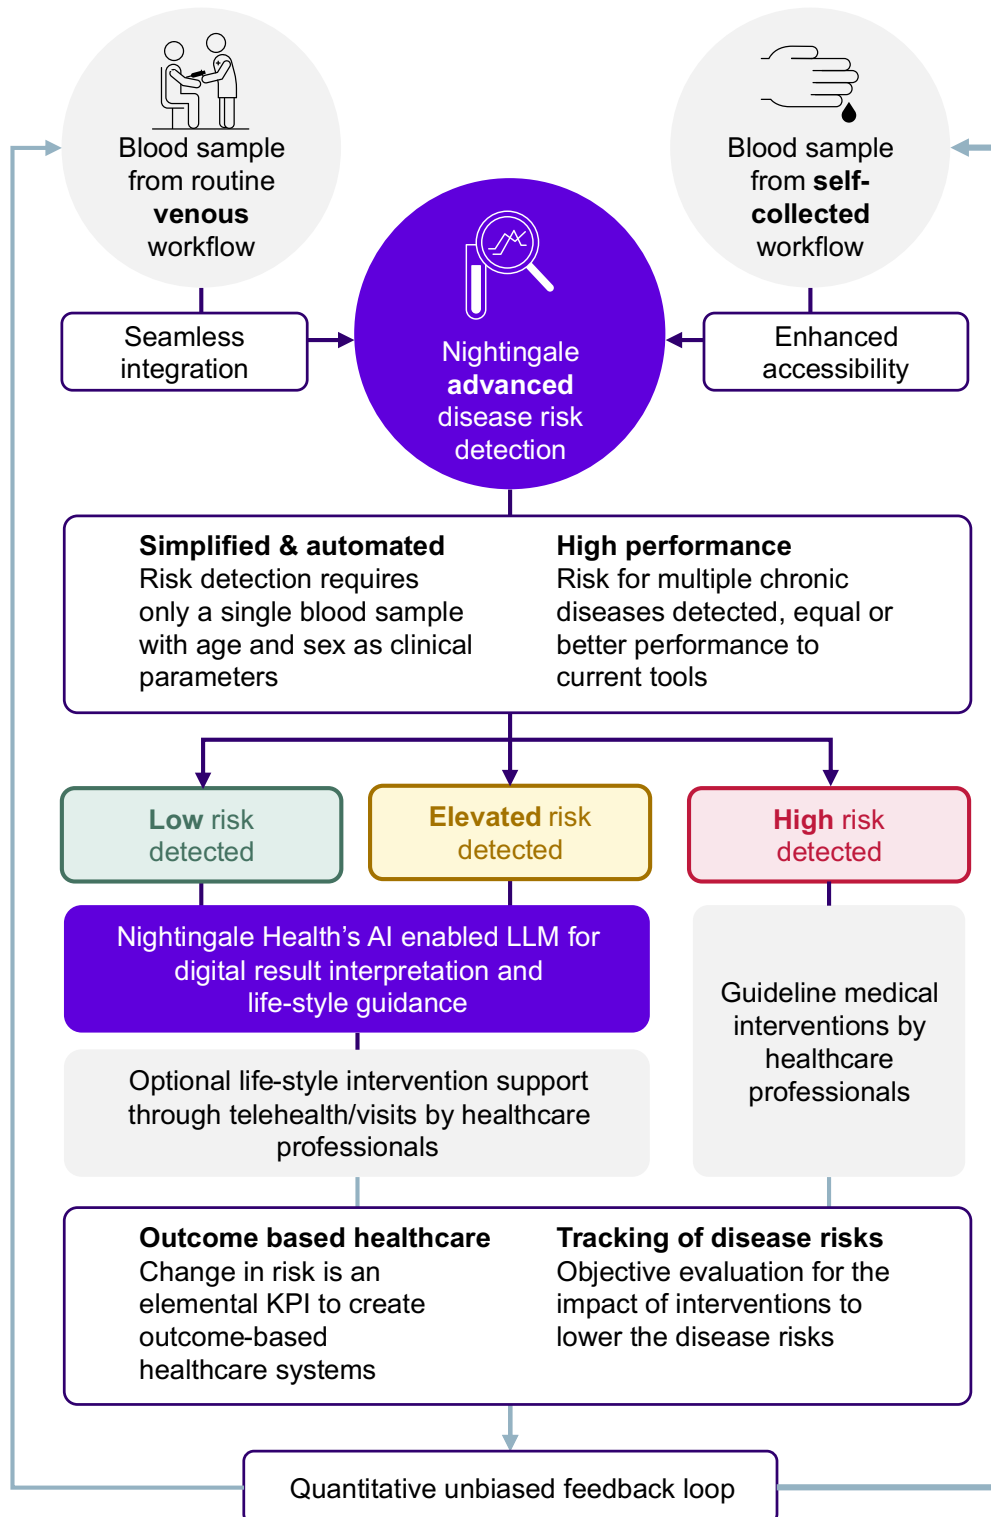 Blood sample
from routine
venous
workflow
Blood sample
from self-
collected
workflow
Seamless
integration
Nightingale
advanced
disease risk
detection
Enhanced
accessibility
Simplified & automated
Risk detection requires
only a single blood sample
with age and sex as clinical
parameters
High performance
Risk for multiple chronic
diseases detected, equal or
better performance to
current tools
Low risk
detected
Elevated risk
detected
High risk
detected
Nightingale Health’s AI enabled LLM for
digital result interpretation and
life-style guidance
Optional life-style intervention support
through telehealth/visits by healthcare
professionals
Guideline medical
interventions by
healthcare
professionals
Outcome based healthcare
Change in risk is an
elemental KPI to create
outcome-based
healthcare systems
Tracking of disease risks
Objective evaluation for the
impact of interventions to
lower the disease risks
Quantitative unbiased feedback loop